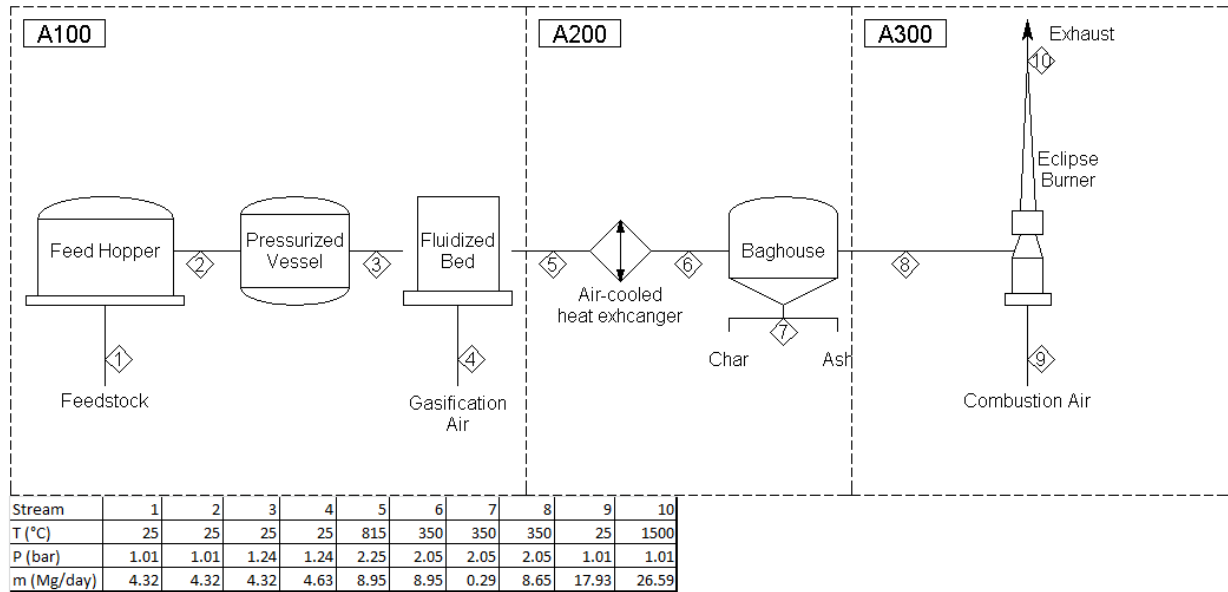 A100
A200
A300
Exhaust
10
Eclipse
Burner
Feed Hopper
2
Pressurized
Vessel
3
Fluidized
Bed
5
6
Baghouse
8
Air-cooled
heat exhcanger
1
4
7
9
Char
Ash
Feedstock
Gasification
Air
Combustion Air
Stream 1 2 3 4 5 6 7 8 9 10
T (°C) 25 25 25 25 815 350 350 350 25 1500
P (bar) 1.01 1.01 1.24 1.24 2.25 2.05 2.05 2.05 1.01 1.01
m (Mg/day) 4.32 4.32 4.32 4.63 8.95 8.95 0.29 8.65 17.93 26.59